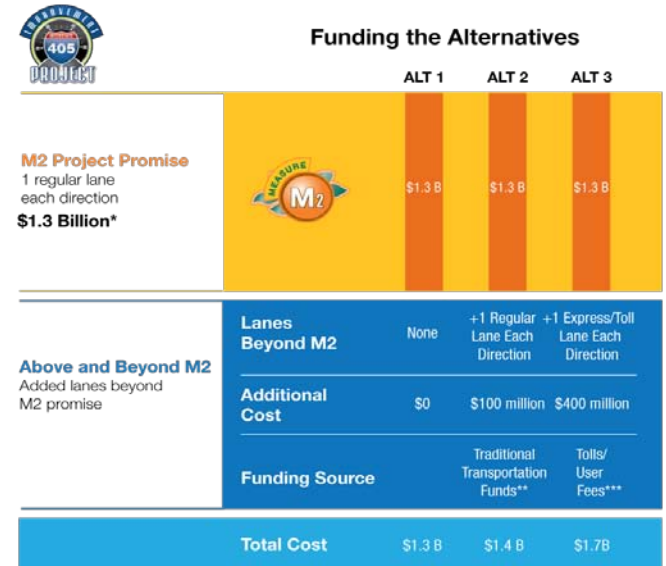 IMPROVEMENT
405
PROJECT
Funding the Alternatives
ALT 1 ALT 2 ALT 3
M2 Project Promise
1 regular lane
each direction
$1.3 Billion*
MEASURE
M2
$1.3 B $1.3 B $1.3 B
Above and Beyond M2
Added lanes beyond
M2 promise
Lanes
Beyond M2
None
+1 Regular
Lane Each
Direction
+1 Express/Toll
Lane Each
Direction
Additional
Cost
$0 $100 million $400 million
Funding Source
Traditional
Transportation
Funds**
Tolls/
User
Fees***
Total Cost $1.3 B $1.4 B $1.7B